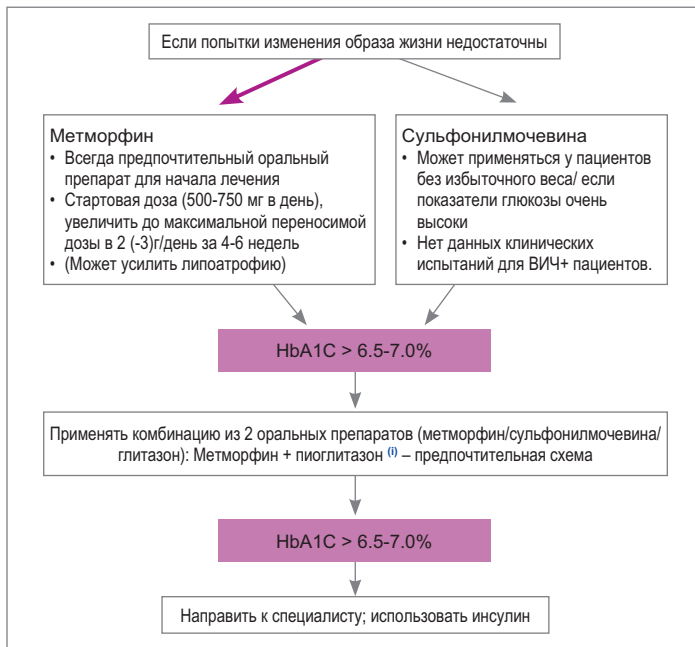 Если попытки изменения образа жизни недостаточны
Метморфин
• Всегда предпочтительный оральный
препарат для начала лечения
• Стартовая доза (500-750 мг в день),
увеличить до максимальной переносимой
дозы в 2 (-3)г/день за 4-6 недель
• (Может усилить липоатрофию)
Сульфонилмочевина
• Может применяться у пациентов
без избыточного веса/ если
показатели глюкозы очень
высоки
• Нет данных клинических
испытаний для ВИЧ+ пациентов.
HbA1C > 6.5-7.0%
Применять комбинацию из 2 оральных препаратов (метморфин/сульфонилмочевина/
глитазон): Метморфин + пиоглитазон (i) – предпочтительная схема
HbA1C > 6.5-7.0%
Направить к специалисту; использовать инсулин